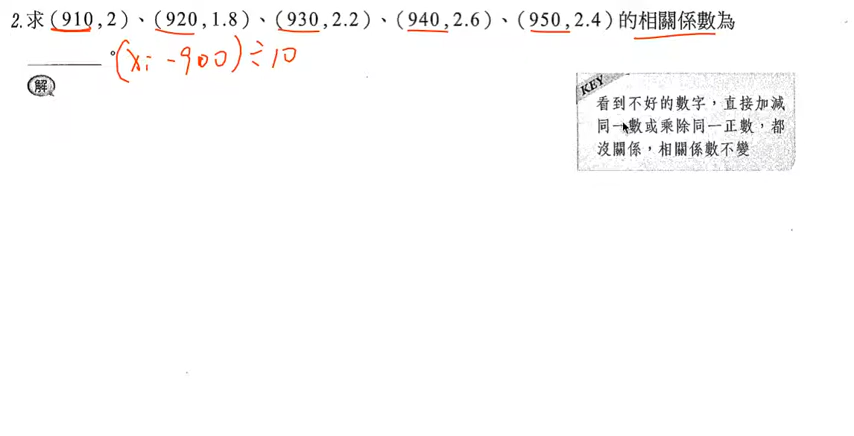 2.求(910,2)、(920,1.8)、(930,2.2)、(940,2.6)、(950,2.4)的相關係數為
______。(xi-900)÷10
解
KEY
看到不好的數字，直接加減
同一數或乘除同一正數，都
沒關係，相關係數不變